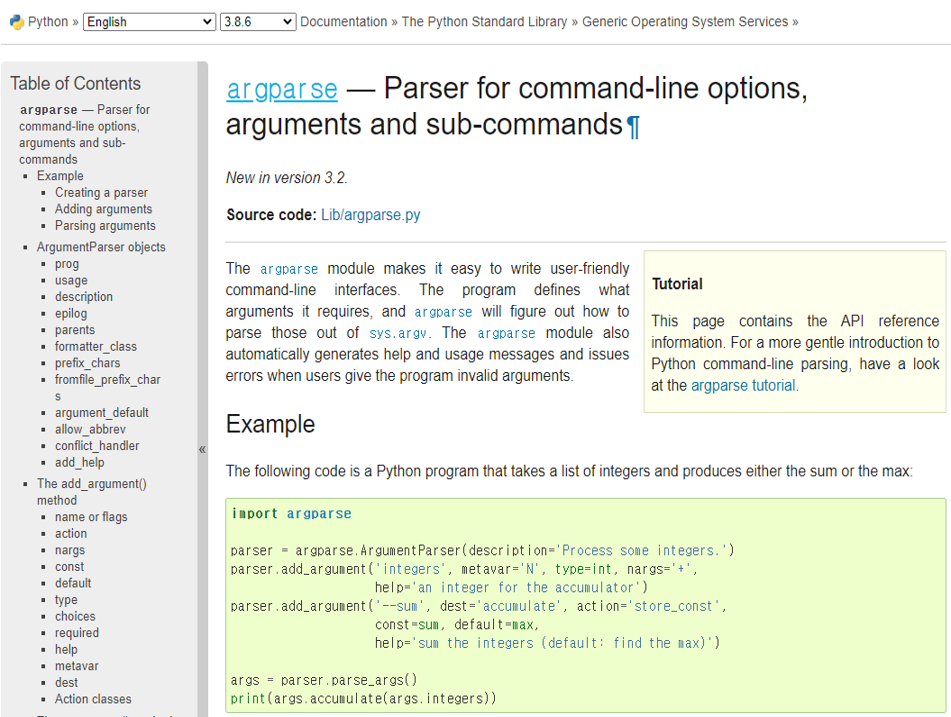 Python » English 3.8.6 Documentation » The Python Standard Library » Generic Operating System Services »
Table of Contents
argparse — Parser for
command-line options,
arguments and sub-
commands
Example
Creating a parser
Adding arguments
Parsing arguments
ArgumentParser objects
prog
usage
description
epilog
parents
formatter_class
prefix_chars
fromfile_prefix_char
s
argument_default
allow_abbrev
conflict_handler
add_help
The add_argument()
method
name or flags
action
nargs
const
default
type
choices
required
help
metavar
dest
Action classes
«
argparse — Parser for command-line options,
arguments and sub-commands¶
New in version 3.2.
Source code: Lib/argparse.py
The argparse module makes it easy to write user-friendly
command-line interfaces. The program defines what
arguments it requires, and argparse will figure out how to
parse those out of sys.argv. The argparse module also
automatically generates help and usage messages and issues
errors when users give the program invalid arguments.
Tutorial
This page contains the API reference
information. For a more gentle introduction to
Python command-line parsing, have a look
at the argparse tutorial.
Example
The following code is a Python program that takes a list of integers and produces either the sum or the max:
import argparse
parser = argparse.ArgumentParser(description='Process some integers.')
parser.add_argument('integers', metavar='N', type=int, nargs='+',
help='an integer for the accumulator')
parser.add_argument('--sum', dest='accumulate', action='store_const',
const=sum, default=max,
help='sum the integers (default: find the max)')
args = parser.parse_args()
print(args.accumulate(args.integers))